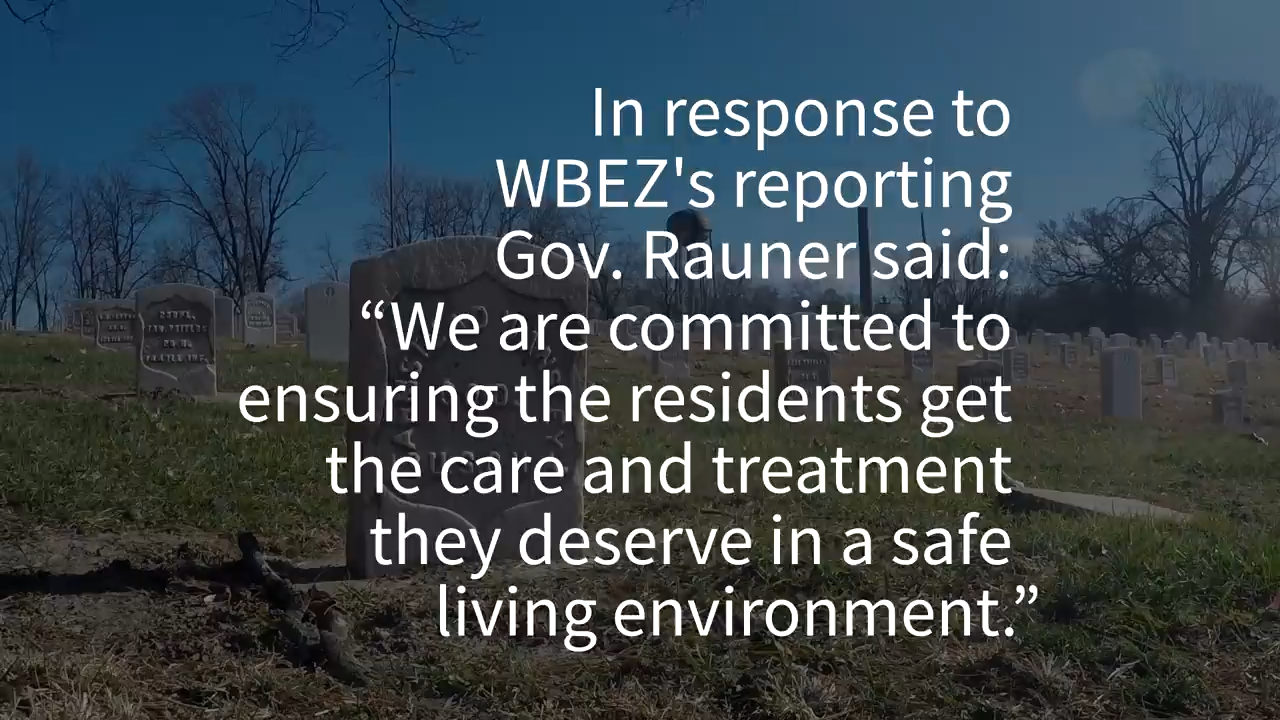 In response to
WBEZ's reporting
Gov. Rauner said:
“We are committed to
ensuring the residents get
the care and treatment
they deserve in a safe
living environment.”